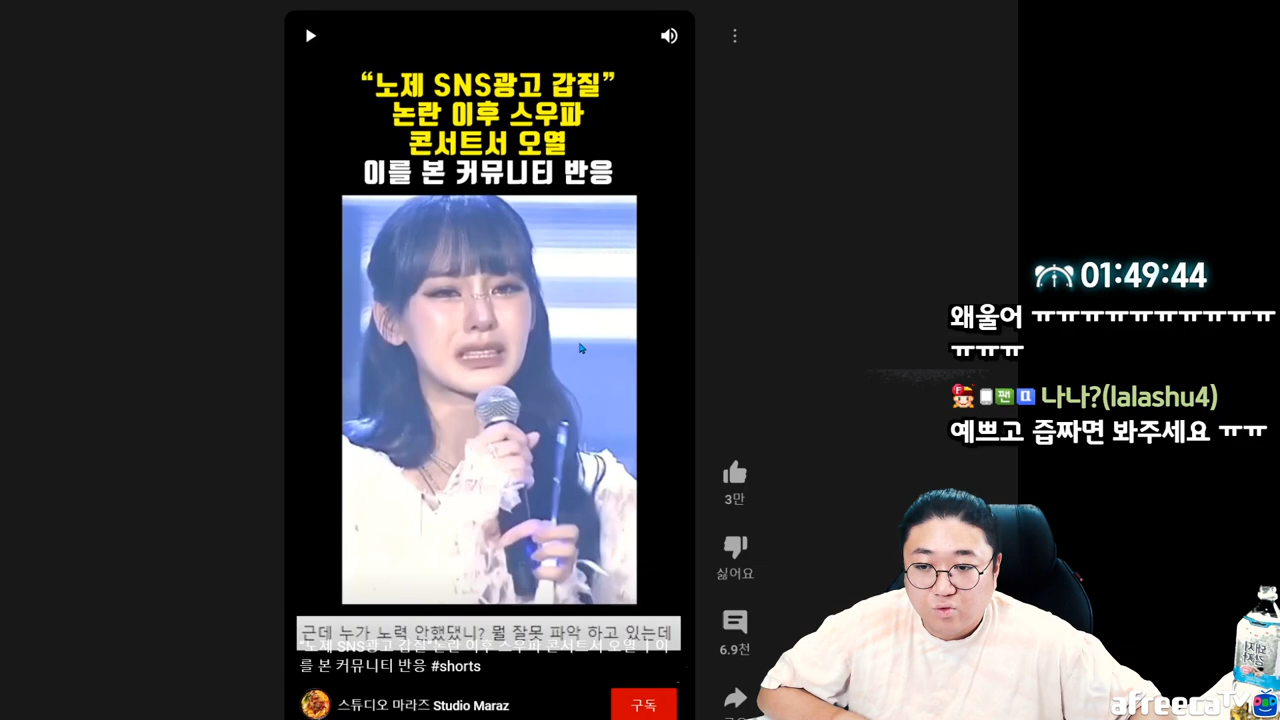 “노제 SNS광고 갑질”
논란 이후 스우파
콘서트서 오열
이를 본 커뮤니티 반응
01:49:44
왜울어 ㅠㅠㅠㅠㅠㅠㅠㅠㅠㅠ
ㅠㅠㅠ
나나?(lalashu4)
예쁘고 즙짜면 봐주세요 ㅠㅠ
3만
싫어요
6.9천
근데 누가 노력 안했댔니? 뭘 잘못 파악 하고 있는데
"노제 SNS광고 갑질"논란 이후 스우파 콘서트서 오열 | 이
를 본 커뮤니티 반응 #shorts
스튜디오 마라즈 Studio Maraz
구독
afreecaTV